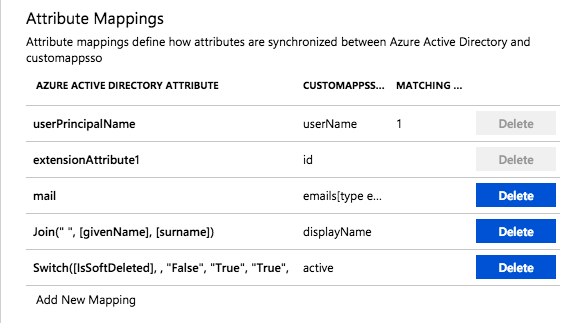 Attribute Mappings
Attribute mappings define how attributes are synchronized between Azure Active Directory and
customappsso
AZURE ACTIVE DIRECTORY ATTRIBUTE CUSTOMAPPSS... MATCHING ...
userPrincipalName userName 1 Delete
extensionAttribute1 id Delete
mail emails[type e... Delete
Join(" ", [givenName], [surname]) displayName Delete
Switch([IsSoftDeleted], , "False", "True", "True", active Delete
Add New Mapping